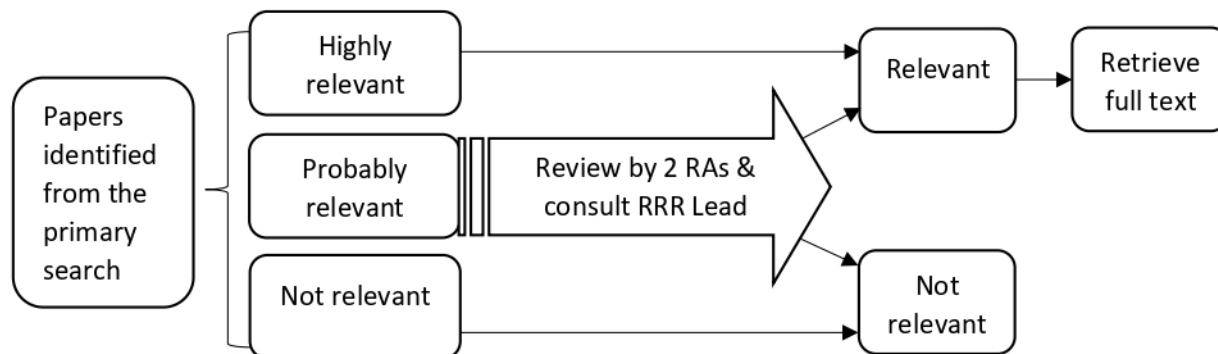 Papers
identified
from the
primary
search
Highly
relevant
Probably
relevant
Not relevant
Review by 2 RAs &
consult RRR Lead
Relevant
Not
relevant
Retrieve
full text